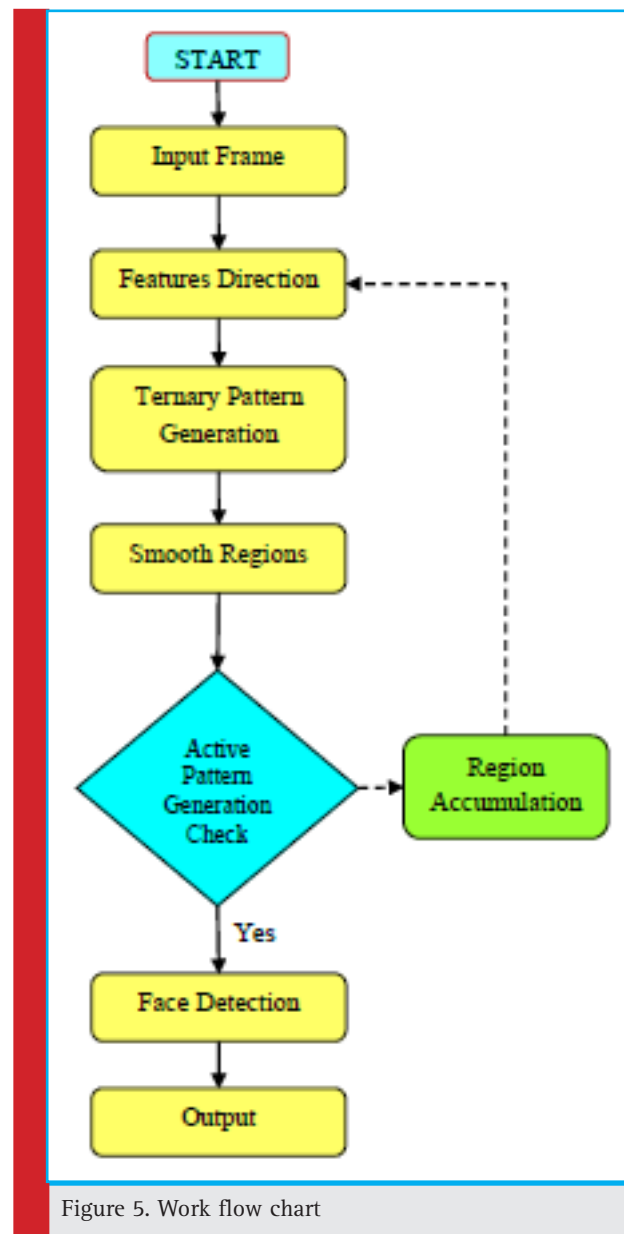 START
Input Frame
Features Direction
Ternary Pattern
Generation
Smooth Regions
Active
Pattern
Generation
Check
Region
Accumulation
Yes
Face Detection
Output
Figure 5. Work flow chart